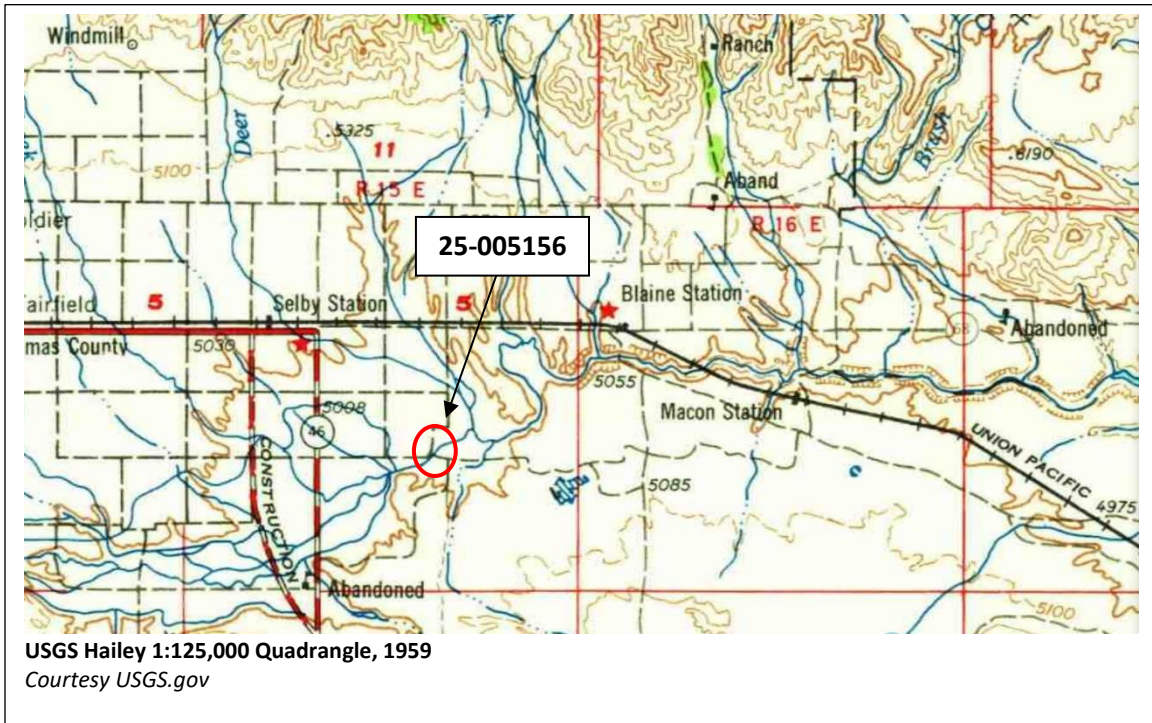 Windmill
Ranch
Deer
5325
11
5100
R 15 E
Brush
6190
Aband
R 16 E
25-005156
5
5
Selby Station
Blaine Station
Abandoned
68
mas County
5030
5055
5008
46
Macon Station
CONSTRUCTION
UNION PACIFIC
5085
4975
Abandoned
5100
USGS Hailey 1:125,000 Quadrangle, 1959
Courtesy USGS.gov